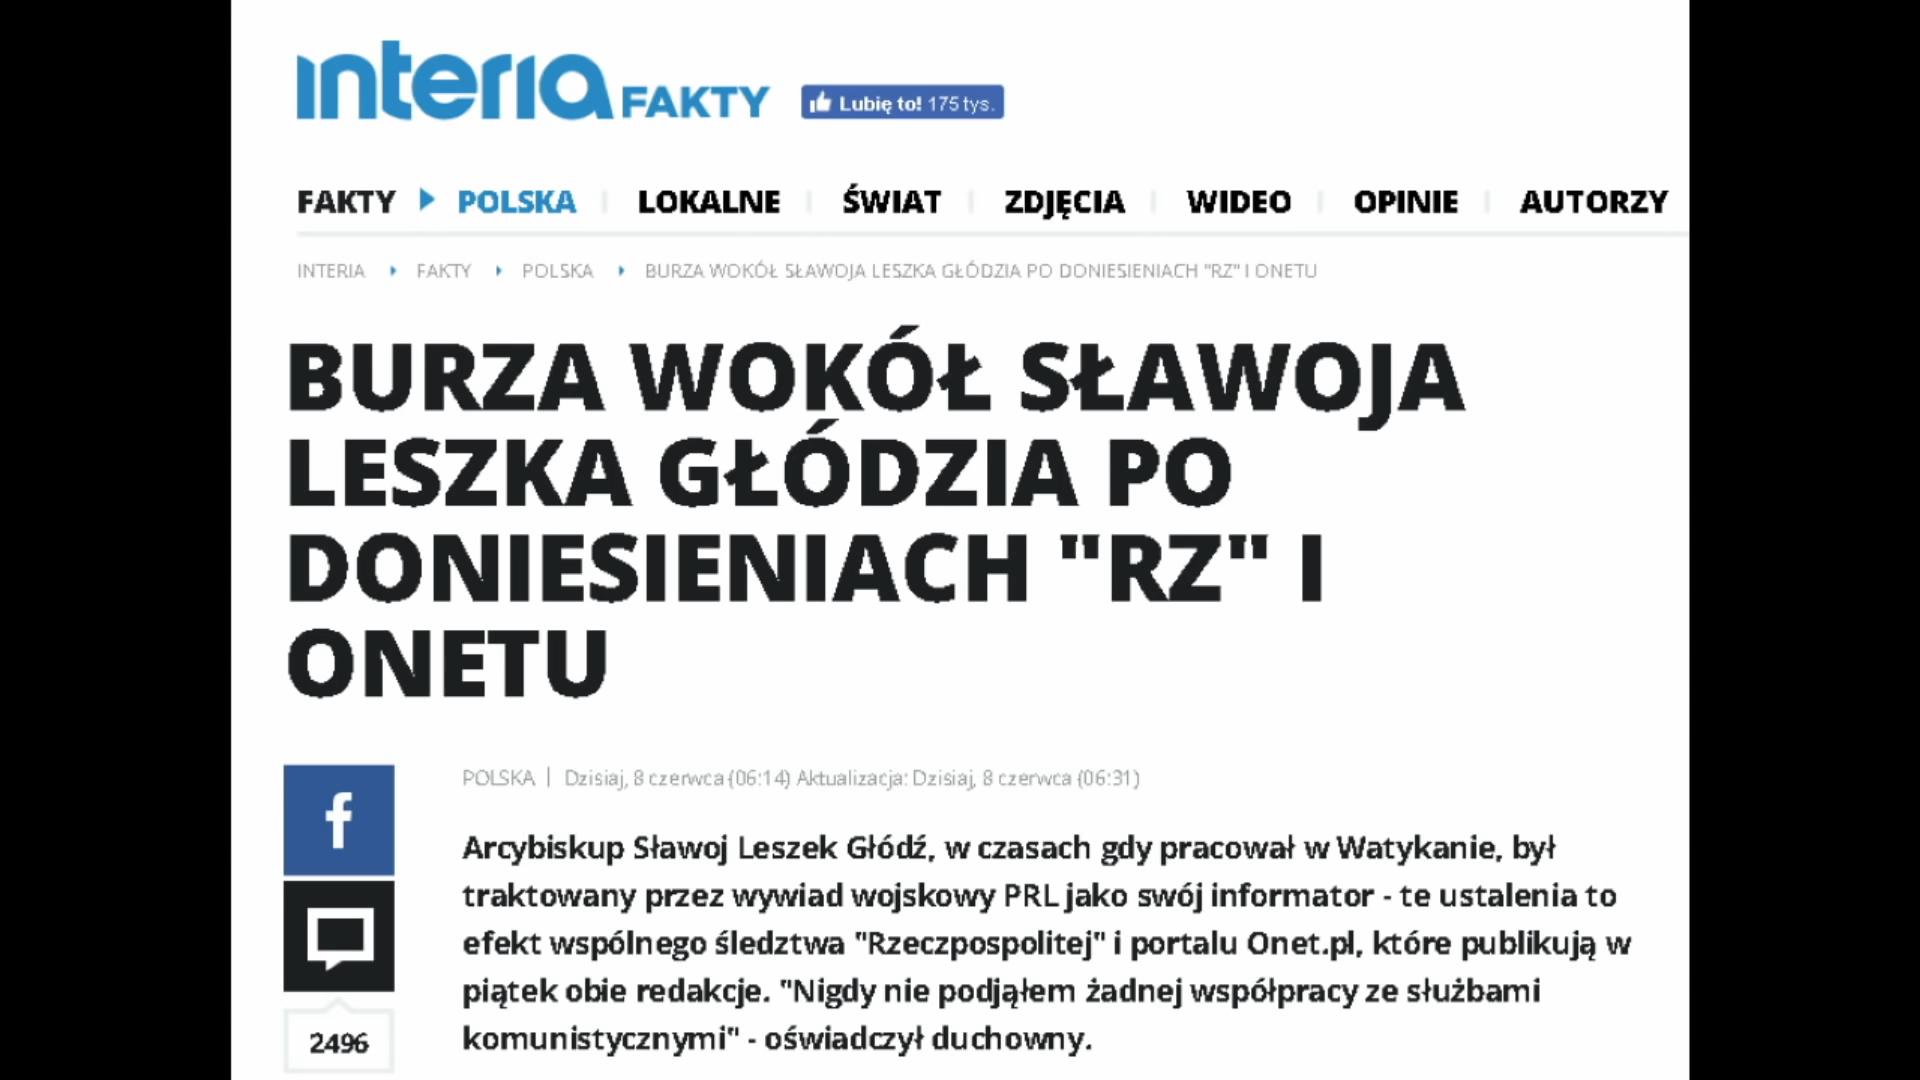 interia FAKTY
Lubię to! 175 tys.
FAKTY POLSKA LOKALNE ŚWIAT ZDJĘCIA WIDEO OPINIE AUTORZY
INTERIA FAKTY POLSKA BURZA WOKÓŁ SŁAWOJA LESZKA GŁÓDZIA PO DONIESIENIACH "RZ" I ONETU
BURZA WOKÓŁ SŁAWOJA
LESZKA GŁÓDZIA PO
DONIESIENIACH "RZ" I
ONETU
POLSKA | Dzisiaj, 8 czerwca (06:14) Aktualizacja: Dzisiaj, 8 czerwca (06:31)
Arcybiskup Sławoj Leszek Głódź, w czasach gdy pracował w Watykanie, był
traktowany przez wywiad wojskowy PRL jako swój informator - te ustalenia to
efekt wspólnego śledztwa "Rzeczpospolitej" i portalu Onet.pl, które publikują w
piątek obie redakcje. "Nigdy nie podjąłem żadnej współpracy ze służbami
komunistycznymi" - oświadczył duchowny.
2496